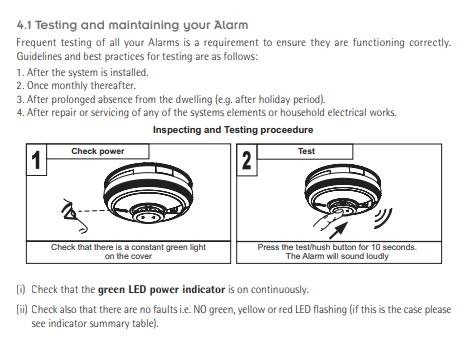 4.1 Testing and maintaining your Alarm
Frequent testing of all your Alarms is a requirement to ensure they are functioning correctly.
Guidelines and best practices for testing are as follows:
1. After the system is installed.
2. Once monthly thereafter.
3. After prolonged absence from the dwelling (e.g. after holiday period).
4. After repair or servicing of any of the systems elements or household electrical works.
Inspecting and Testing proceedure
1
Check power
Check that there is a constant green light
on the cover
2
Test
Press the test/hush button for 10 seconds.
The Alarm will sound loudly
(i) Check that the green LED power indicator is on continuously.
(ii) Check also that there are no faults i.e. NO green, yellow or red LED flashing (if this is the case please
see indicator summary table).